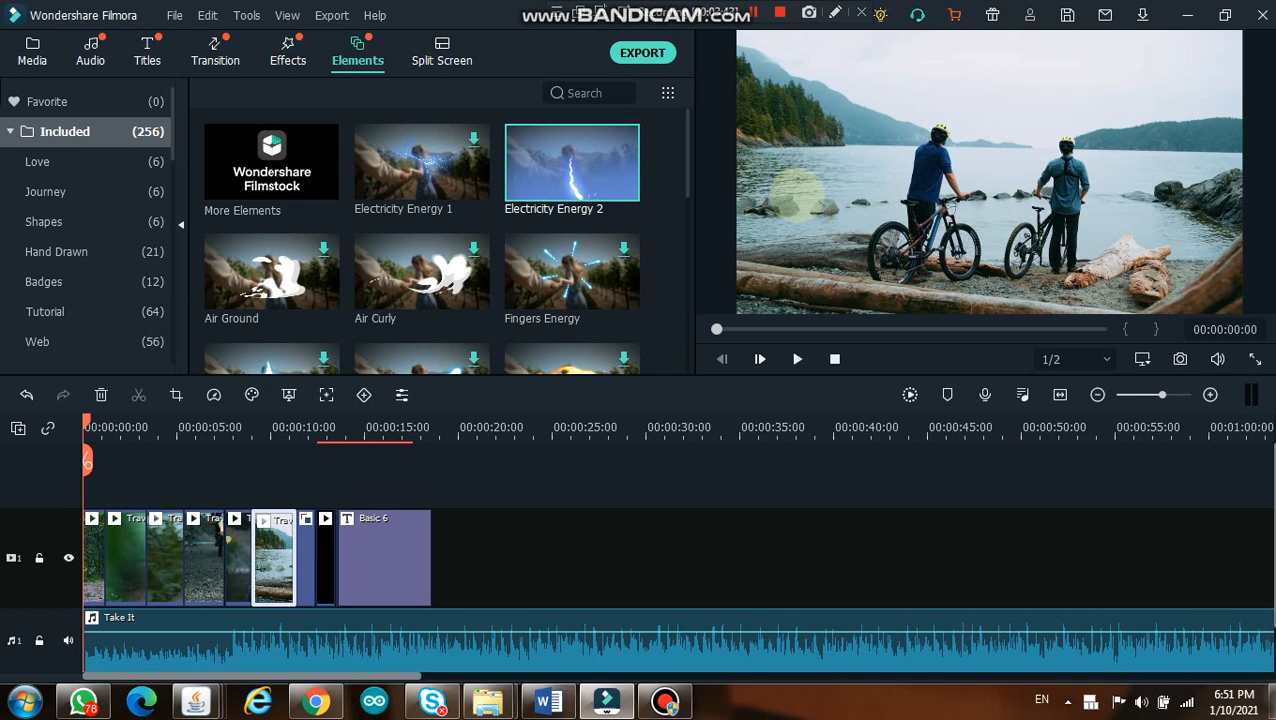 Wondershare Filmora
File Edit Tools View Export Help
www.BANDICAM.com
Media Audio Titles Transition Effects Elements Split Screen
EXPORT
Favorite (0)
Included (256)
Love (6)
Journey (6)
Shapes (6)
Hand Drawn (21)
Badges (12)
Tutorial (64)
Web (56)
Search
Wondershare
Filmstock
More Elements
Electricity Energy 1
Electricity Energy 2
Air Ground
Air Curly
Fingers Energy
00:00:00:00
1/2
00:00:00:00 00:00:05:00 00:00:10:00 00:00:15:00 00:00:20:00 00:00:25:00 00:00:30:00 00:00:35:00 00:00:40:00 00:00:45:00 00:00:50:00 00:00:55:00 00:01:00:00
1
Trav Tra Trav T Trav Basic 6
Take It
1
78
EN
6:51 PM
1/10/2021